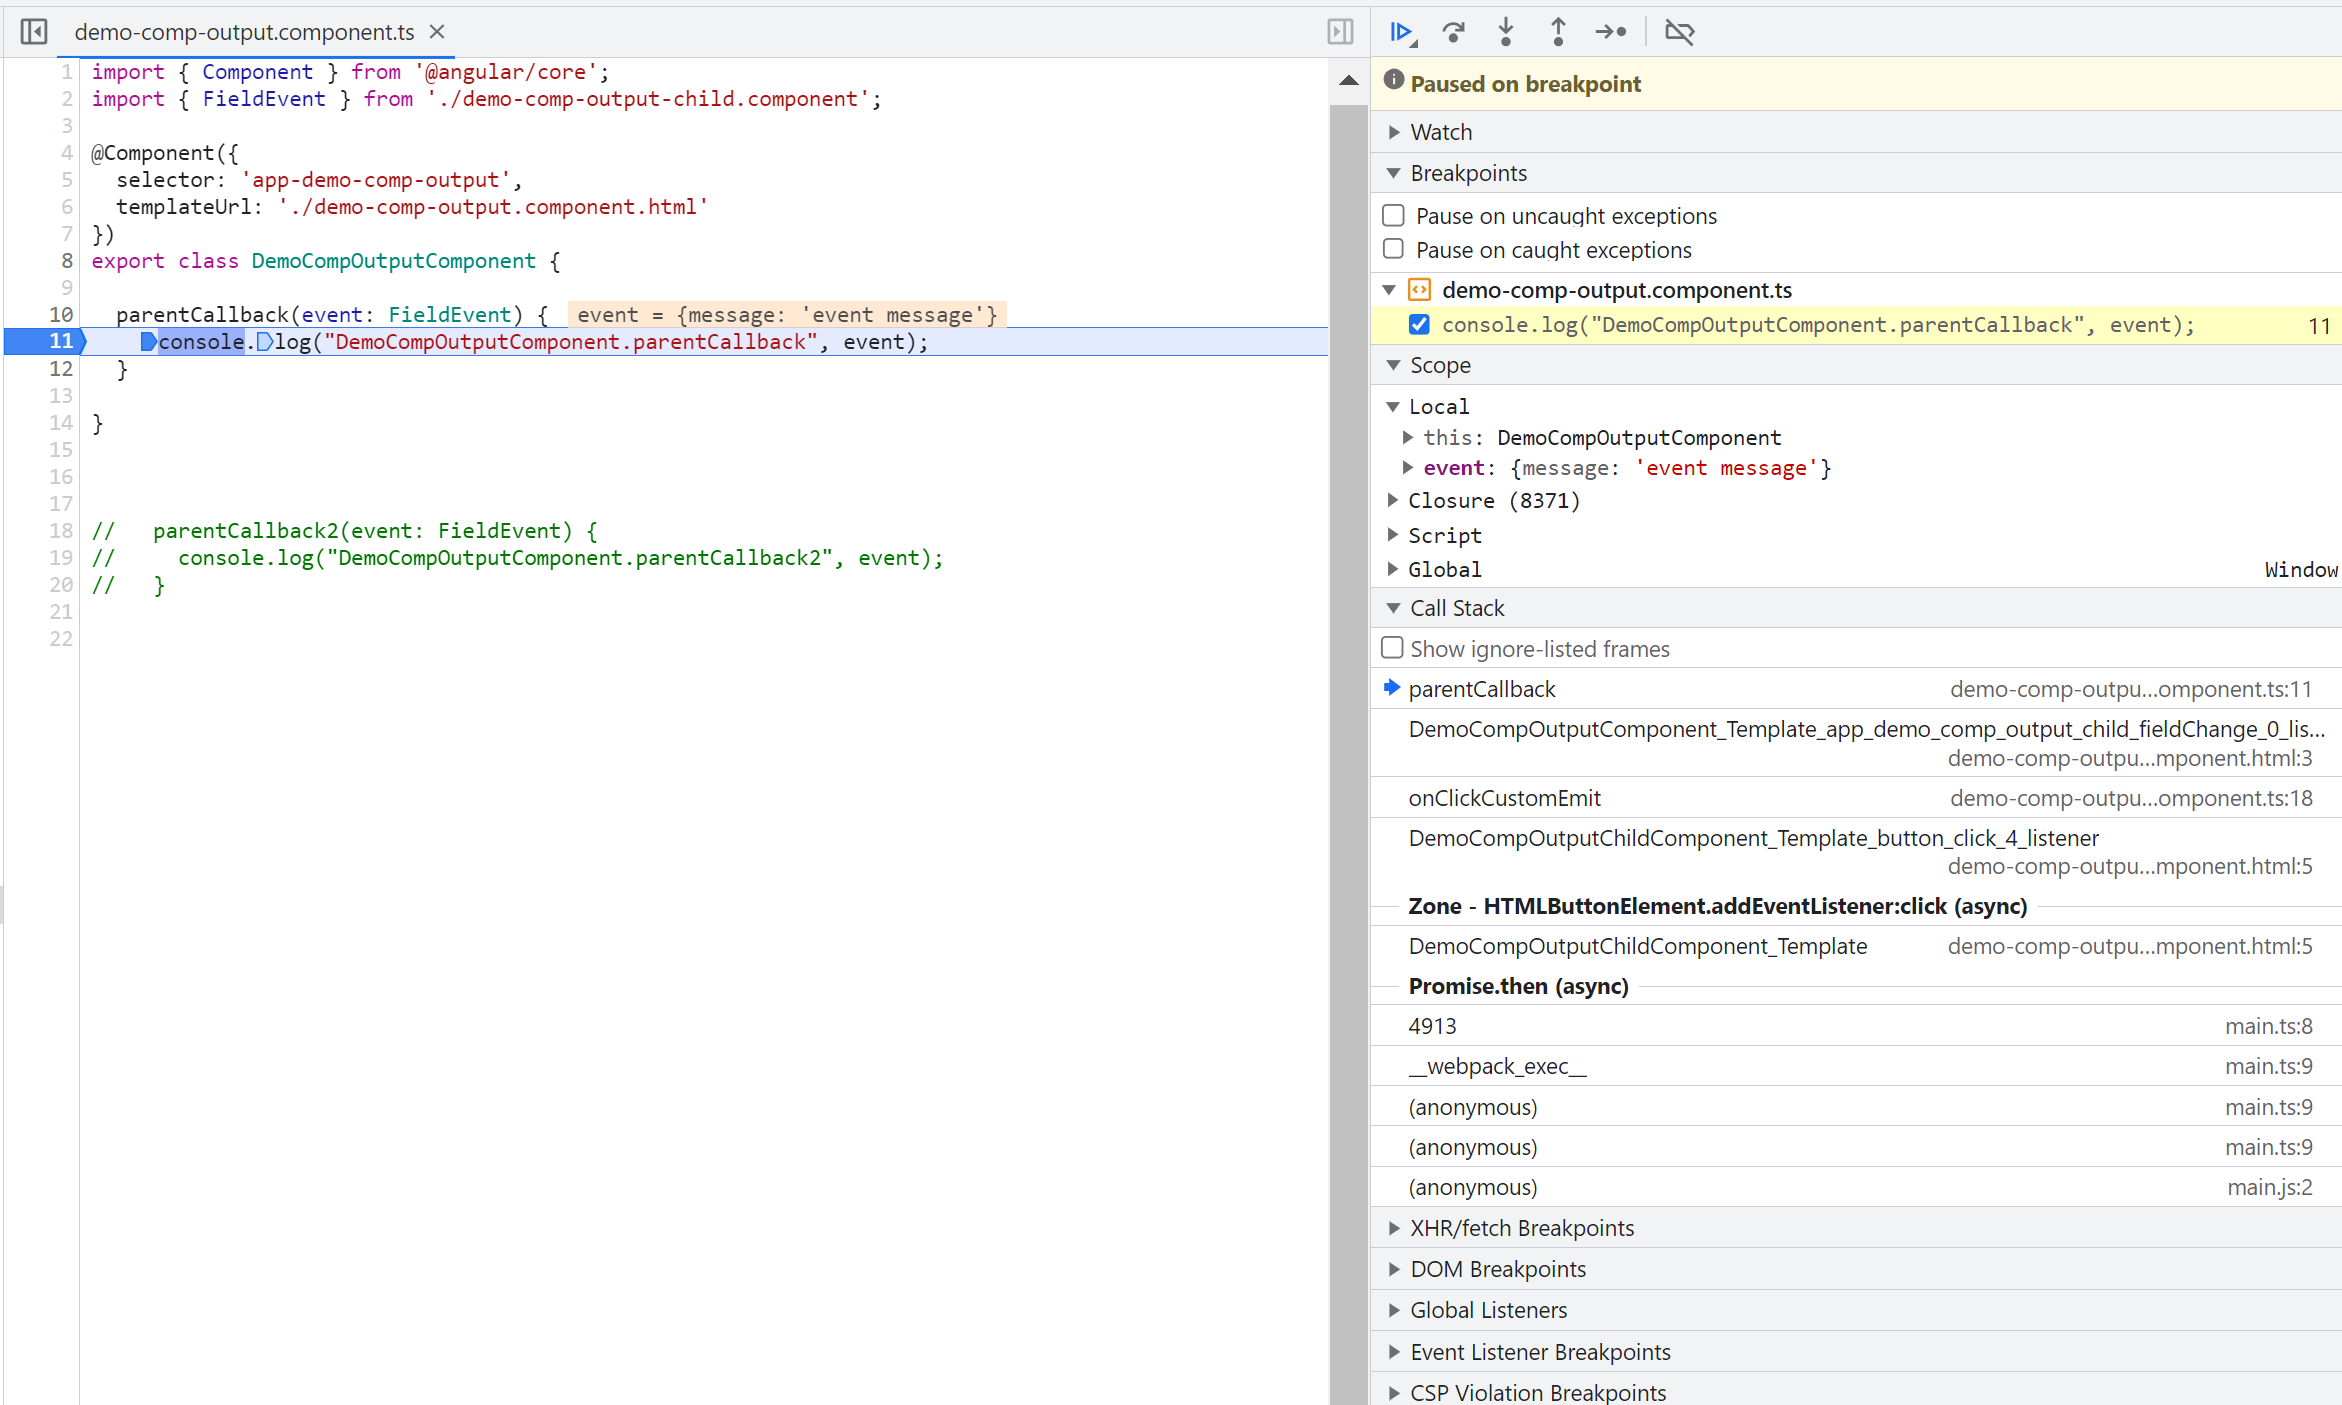 demo-comp-output.component.ts
1 import { Component } from '@angular/core';
2 import { FieldEvent } from './demo-comp-output-child.component';
3
4 @Component({
5   selector: 'app-demo-comp-output',
6   templateUrl: './demo-comp-output.component.html'
7 })
8 export class DemoCompOutputComponent {
9
10   parentCallback(event: FieldEvent) {  event = {message: 'event message'}
11     console.log("DemoCompOutputComponent.parentCallback", event);
12   }
13
14 }
15
16
17
18 //   parentCallback2(event: FieldEvent) {
19 //     console.log("DemoCompOutputComponent.parentCallback2", event);
20 //   }
21
22
Paused on breakpoint
Watch
Breakpoints
Pause on uncaught exceptions
Pause on caught exceptions
demo-comp-output.component.ts
console.log("DemoCompOutputComponent.parentCallback", event); 11
Scope
Local
this: DemoCompOutputComponent
event: {message: 'event message'}
Closure (8371)
Script
Global Window
Call Stack
Show ignore-listed frames
parentCallback demo-comp-outpu...omponent.ts:11
DemoCompOutputComponent_Template_app_demo_comp_output_child_fieldChange_0_lis...
demo-comp-outpu...mponent.html:3
onClickCustomEmit demo-comp-outpu...omponent.ts:18
DemoCompOutputChildComponent_Template_button_click_4_listener
demo-comp-outpu...mponent.html:5
Zone - HTMLButtonElement.addEventListener:click (async)
DemoCompOutputChildComponent_Template demo-comp-outpu...mponent.html:5
Promise.then (async)
4913 main.ts:8
__webpack_exec__ main.ts:9
(anonymous) main.ts:9
(anonymous) main.ts:9
(anonymous) main.js:2
XHR/fetch Breakpoints
DOM Breakpoints
Global Listeners
Event Listener Breakpoints
CSP Violation Breakpoints